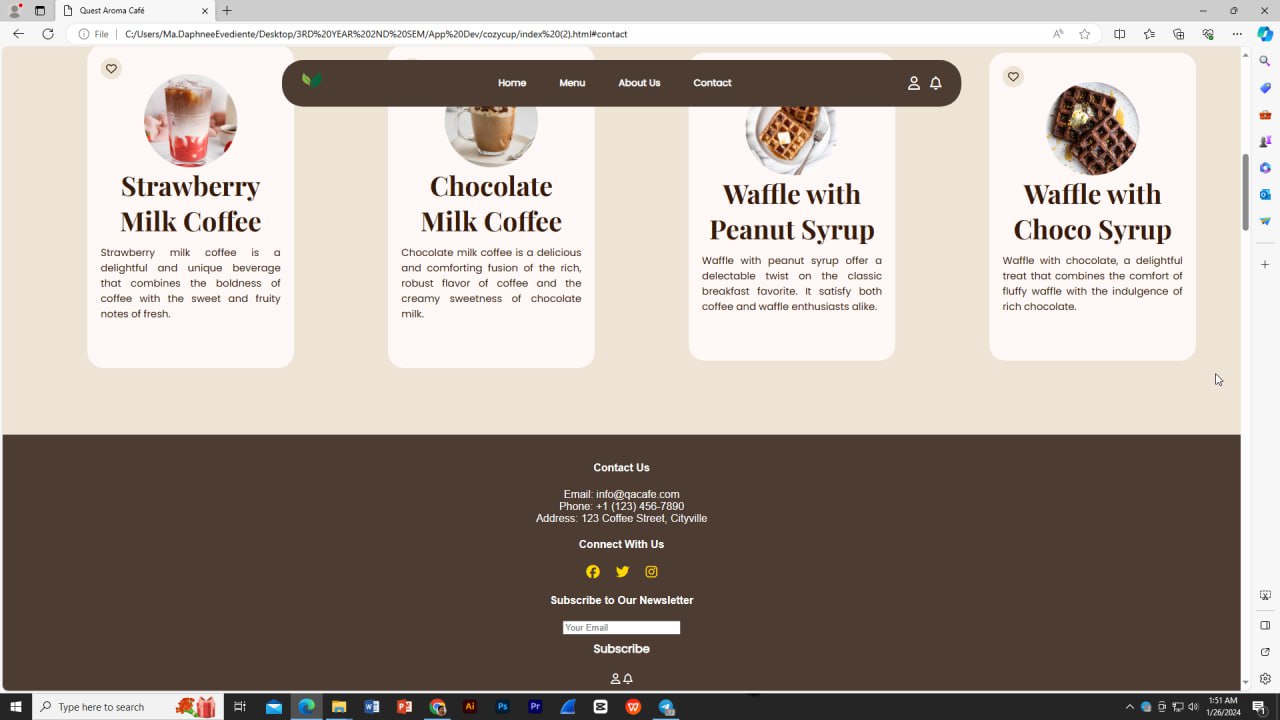 Quest Aroma Café
File
C:/Users/Ma.DaphneeEvediente/Desktop/3RD%20YEAR%202ND%20SEM/App%20Dev/cozycup/index%20(2).html#contact
Home Menu About Us Contact
Strawberry
Milk Coffee
Strawberry milk coffee is a
delightful and unique beverage
that combines the boldness of
coffee with the sweet and fruity
notes of fresh.
Chocolate
Milk Coffee
Chocolate milk coffee is a delicious
and comforting fusion of the rich,
robust flavor of coffee and the
creamy sweetness of chocolate
milk.
Waffle with
Peanut Syrup
Waffle with peanut syrup offer a
delectable twist on the classic
breakfast favorite. It satisfy both
coffee and waffle enthusiasts alike.
Waffle with
Choco Syrup
Waffle with chocolate, a delightful
treat that combines the comfort of
fluffy waffle with the indulgence of
rich chocolate.
Contact Us
Email: info@qacafe.com
Phone: +1 (123) 456-7890
Address: 123 Coffee Street, Cityville
Connect With Us
Subscribe to Our Newsletter
Your Email
Subscribe
Type here to search
Ai
Ps
Pr
1:51 AM
1/26/2024